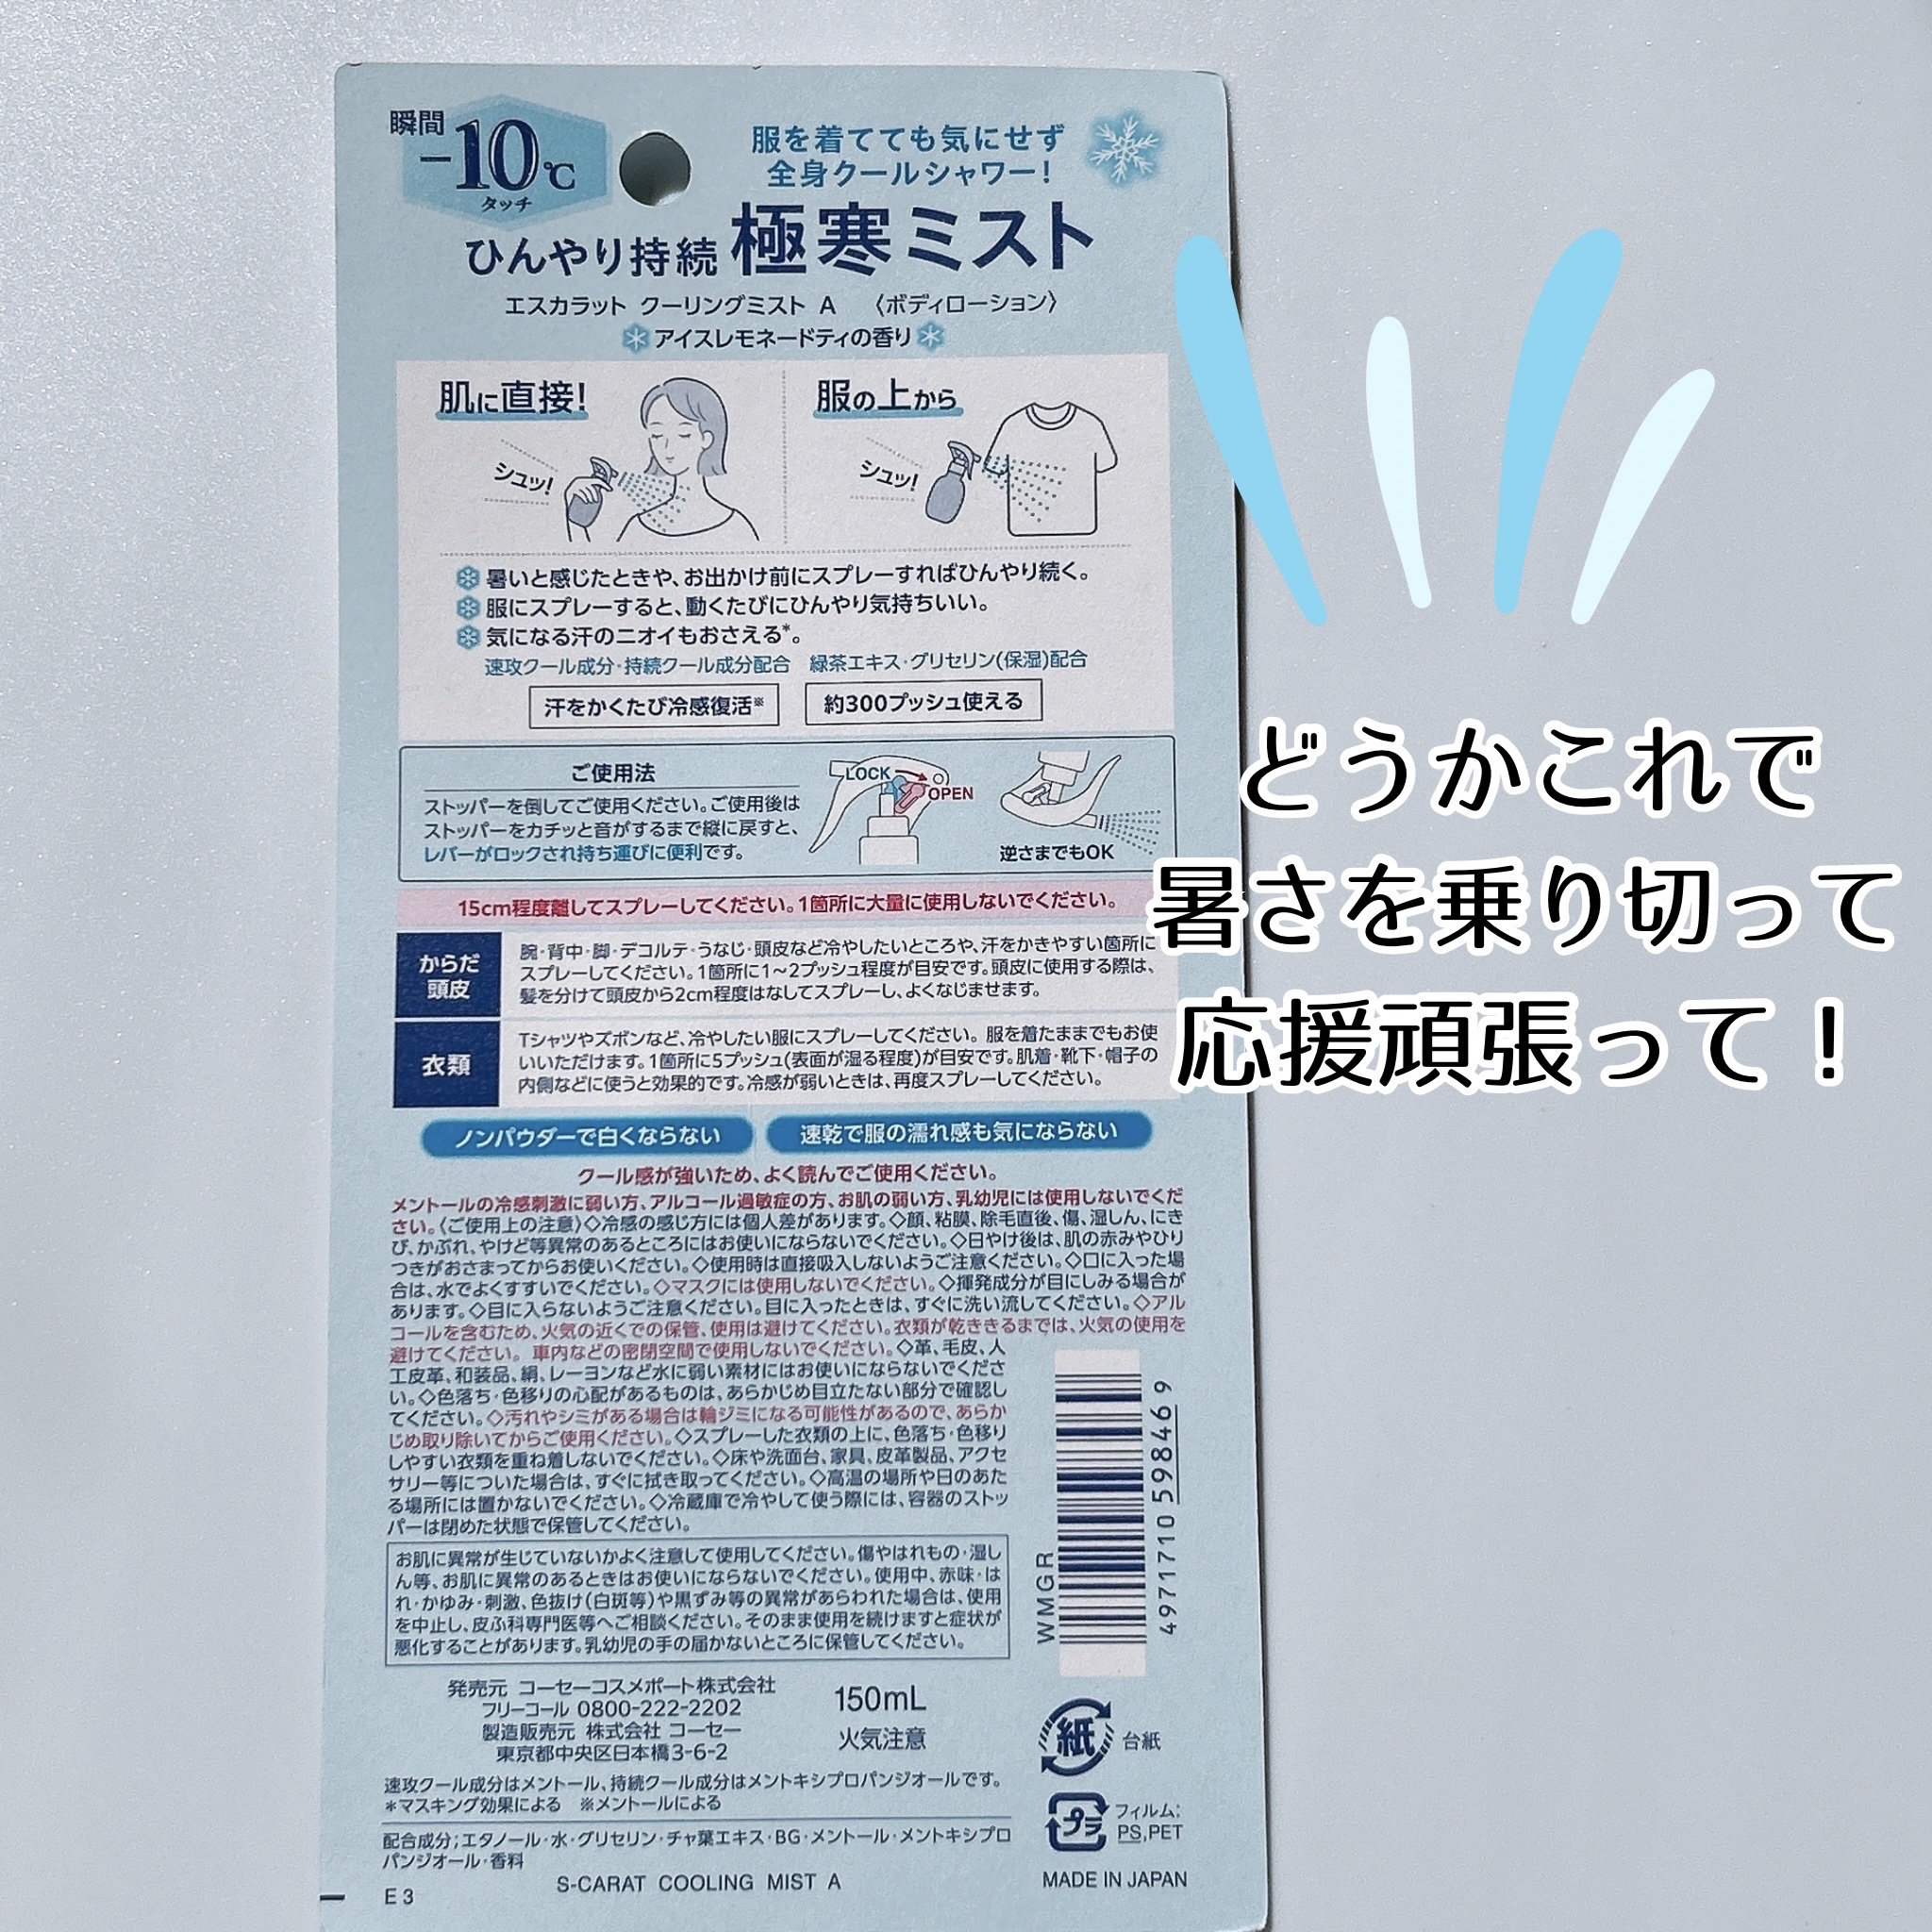 瞬間
-10℃
タッチ
服を着てても気にせず
全身クールシャワー!
ひんやり持続 極寒ミスト
エスカラット クーリングミスト A 〈ボディローション〉
アイスレモネードティの香り
肌に直接!
シュッ!
服の上から
シュッ!
暑いと感じたときや、お出かけ前にスプレーすればひんやり続く。
服にスプレーすると、動くたびにひんやり気持ちいい。
気になる汗のニオイもおさえる*。
速攻クール成分・持続クール成分配合 緑茶エキス・グリセリン(保湿)配合
汗をかくたび冷感復活※
約300プッシュ使える
ご使用法
ストッパーを倒してご使用ください。ご使用後は
ストッパーをカチッと音がするまで縦に戻すと、
レバーがロックされ持ち運びに便利です。
LOCK
OPEN
逆さまでもOK
15cm程度離してスプレーしてください。1箇所に大量に使用しないでください。
からだ
頭皮
腕・背中・脚・デコルテ・うなじ・頭皮など冷やしたいところや、汗をかきやすい箇所に
スプレーしてください。1箇所に1~2プッシュ程度が目安です。頭皮に使用する際は、
髪を分けて頭皮から2cm程度はなしてスプレーし、よくなじませます。
衣類
Tシャツやズボンなど、冷やしたい服にスプレーしてください。服を着たままでもお使
いいただけます。1箇所に5プッシュ(表面が湿る程度)が目安です。肌着・靴下・帽子の
内側などに使うと効果的です。冷感が弱いときは、再度スプレーしてください。
ノンパウダーで白くならない
速乾で服の濡れ感も気にならない
クール感が強いため、よく読んでご使用ください。
メントールの冷感刺激に弱い方、アルコール過敏症の方、お肌の弱い方、乳幼児には使用しないでくだ
さい。〈ご使用上の注意〉◇冷感の感じ方には個人差があります。◇顔、粘膜、除毛直後、傷、湿しん、にき
び、かぶれ、やけど等異常のあるところにはお使いにならないでください。◇日やけ後は、肌の赤みやひり
つきがおさまってからお使いください。◇使用時は直接吸入しないようご注意ください。◇口に入った場
合は、水でよくすすいでください。◇マスクには使用しないでください。◇揮発成分が目にしみる場合が
あります。◇目に入らないようご注意ください。目に入ったときは、すぐに洗い流してください。◇アル
コールを含むため、火気の近くでの保管、使用は避けてください。衣類が乾ききるまでは、火気の使用を
避けてください。車内などの密閉空間で使用しないでください。◇革、毛皮、人
工皮革、和装品、絹、レーヨンなど水に弱い素材にはお使いにならないでくださ
い。◇色落ち・色移りの心配があるものは、あらかじめ目立たない部分で確認し
てください。◇汚れやシミがある場合は輪ジミになる可能性があるので、あらか
じめ取り除いてからご使用ください。◇スプレーした衣類の上に、色落ち・色移り
しやすい衣類を重ね着しないでください。◇床や洗面台、家具、皮革製品、アクセ
サリー等についた場合は、すぐに拭き取ってください。◇高温の場所や日のあた
る場所には置かないでください。◇冷蔵庫で冷やして使う際には、容器のストッ
パーは閉めた状態で保管してください。
お肌に異常が生じていないかよく注意して使用してください。傷やはれもの・湿し
ん等、お肌に異常のあるときはお使いにならないでください。使用中、赤味・は
れ・かゆみ・刺激、色抜け(白斑等)や黒ずみ等の異常があらわれた場合は、使用
を中止し、皮ふ科専門医等へご相談ください。そのまま使用を続けますと症状が
悪化することがあります。乳幼児の手の届かないところに保管してください。
WMGR
4971710598469
発売元 コーセーコスメポート株式会社
フリーコール 0800-222-2202
製造販売元 株式会社 コーセー
東京都中央区日本橋3-6-2
150mL
火気注意
紙
台紙
プラ
フィルム:
PS,PET
速攻クール成分はメントール、持続クール成分はメントキシプロパンジオールです。
*マスキング効果による ※メントールによる
配合成分;エタノール・水・グリセリン・チャ葉エキス・BG・メントール・メントキシプロ
パンジオール・香料
E3
S-CARAT COOLING MIST A
MADE IN JAPAN
どうかこれで
暑さを乗り切って
応援頑張って!